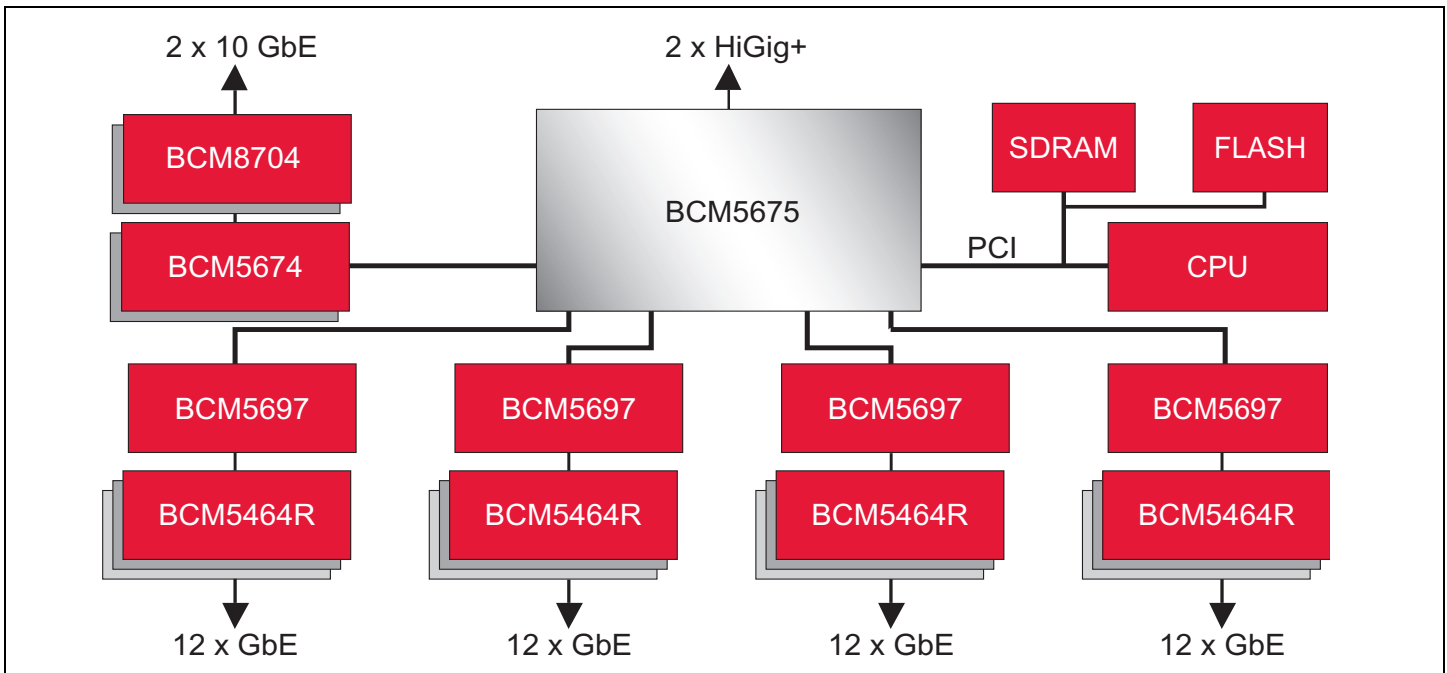 2 x 10 GbE
2 x HiGig+
BCM8704
BCM5675
SDRAM
FLASH
BCM5674
PCI
CPU
BCM5697
BCM5697
BCM5697
BCM5697
BCM5464R
BCM5464R
BCM5464R
BCM5464R
12 x GbE
12 x GbE
12 x GbE
12 x GbE